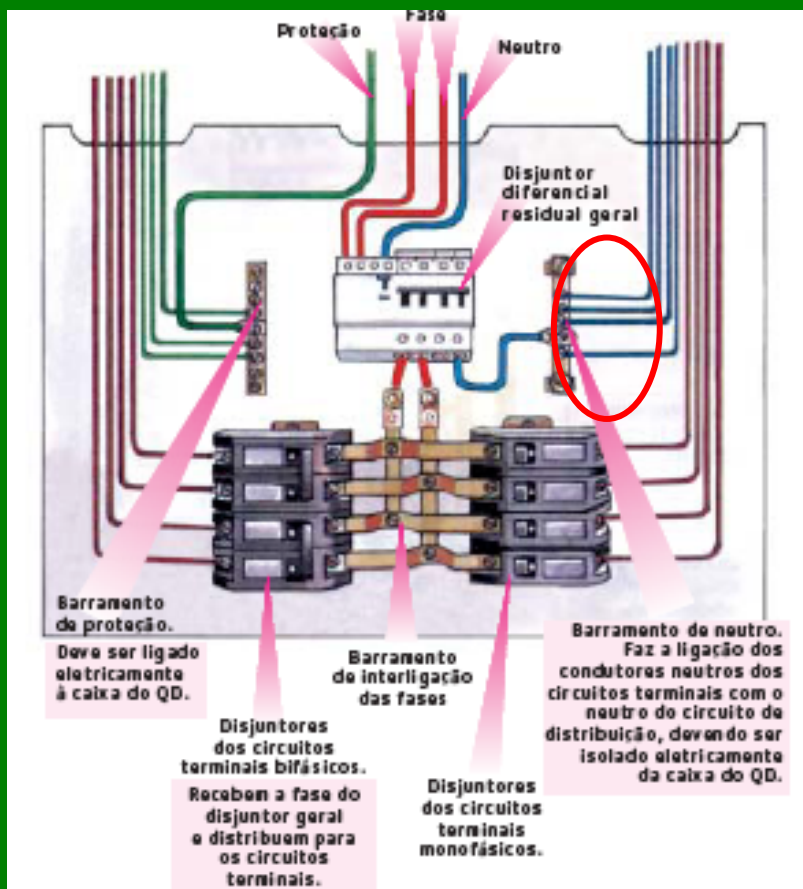 Fase
Proteção
Neutro
Disjuntor
diferencial
residual geral
Barramento
de proteção.
Deve ser ligado
eletricamente
à caixa do QD.
Barramento
de interligação
das fases
Barramento de neutro.
Faz a ligação dos
condutores neutros dos
circuitos terminais com o
neutro do circuito de
distribuição, devendo ser
isolado eletricamente
da caixa do QD.
Disjuntores
dos circuitos
terminais bifásicos.
Recebem a fase do
disjuntor geral
e distribuem para
os circuitos
terminais.
Disjuntores
dos circuitos
terminais
monofásicos.